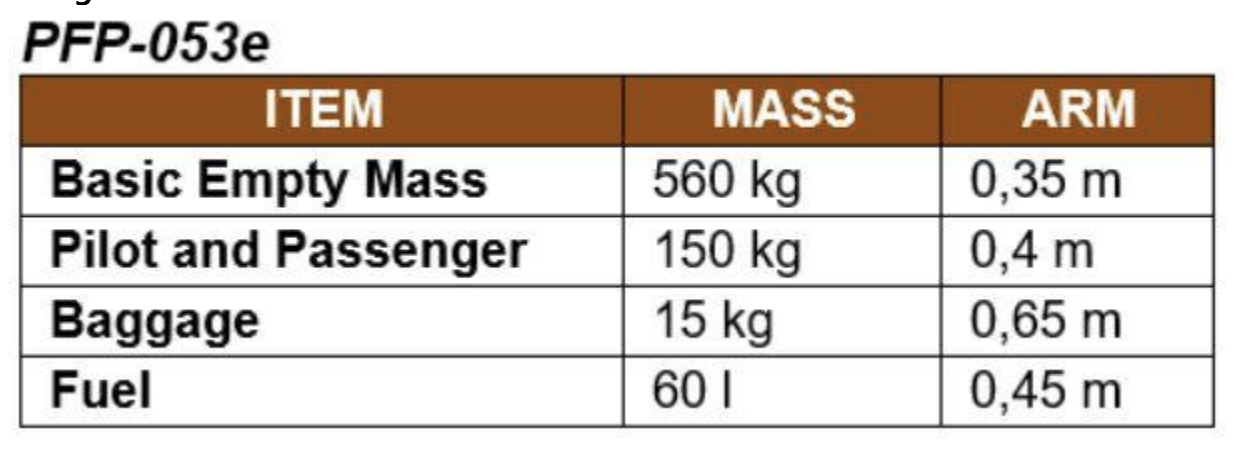 PFP-053e
ITEM MASS ARM
Basic Empty Mass 560 kg 0,35 m
Pilot and Passenger 150 kg 0,4 m
Baggage 15 kg 0,65 m
Fuel 60 l 0,45 m